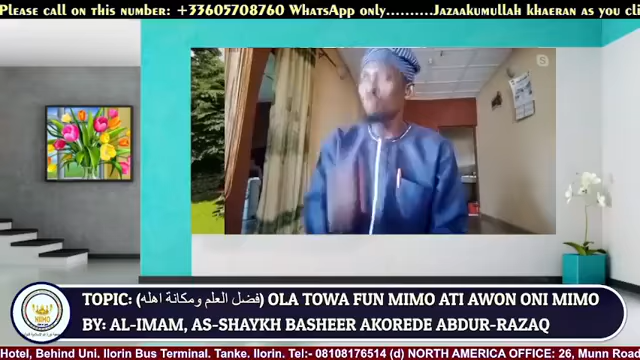 Please call on this number: +33605708760 WhatsApp only..........Jazaakumullah khaeran as you cli
TOPIC: (فضل العلم ومكانة اهله) OLA TOWA FUN MIMO ATI AWON ONI MIMO
BY: AL-IMAM, AS-SHAYKH BASHEER AKOREDE ABDUR-RAZAQ
Hotel, Behind Uni. Ilorin Bus Terminal. Tanke. Ilorin. Tel:- 08108176514 (d) NORTH AMERICA OFFICE: 26, Munn Road